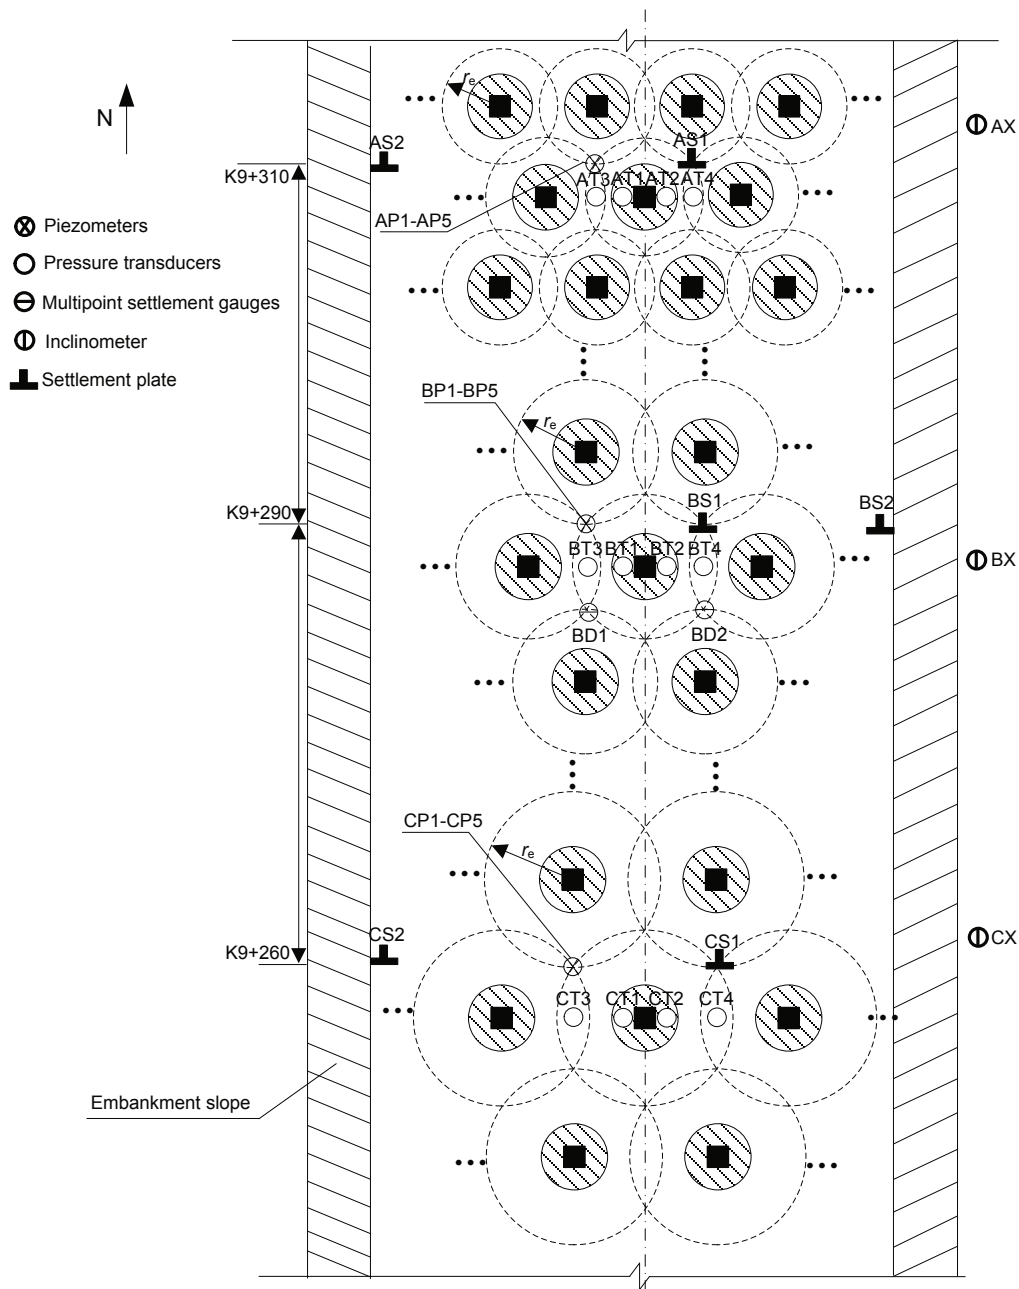 N
re
AS2
AS1
AX
K9+310
AT3 AT1 AT2 AT4
AP1-AP5
Piezometers
Pressure transducers
Multipoint settlement gauges
Inclinometer
Settlement plate
BP1-BP5
re
K9+290
BS1
BS2
BT3 BT1 BT2 BT4
BX
BD1
BD2
CP1-CP5
re
K9+260
CS2
CS1
CX
CT3 CT1 CT2 CT4
Embankment slope